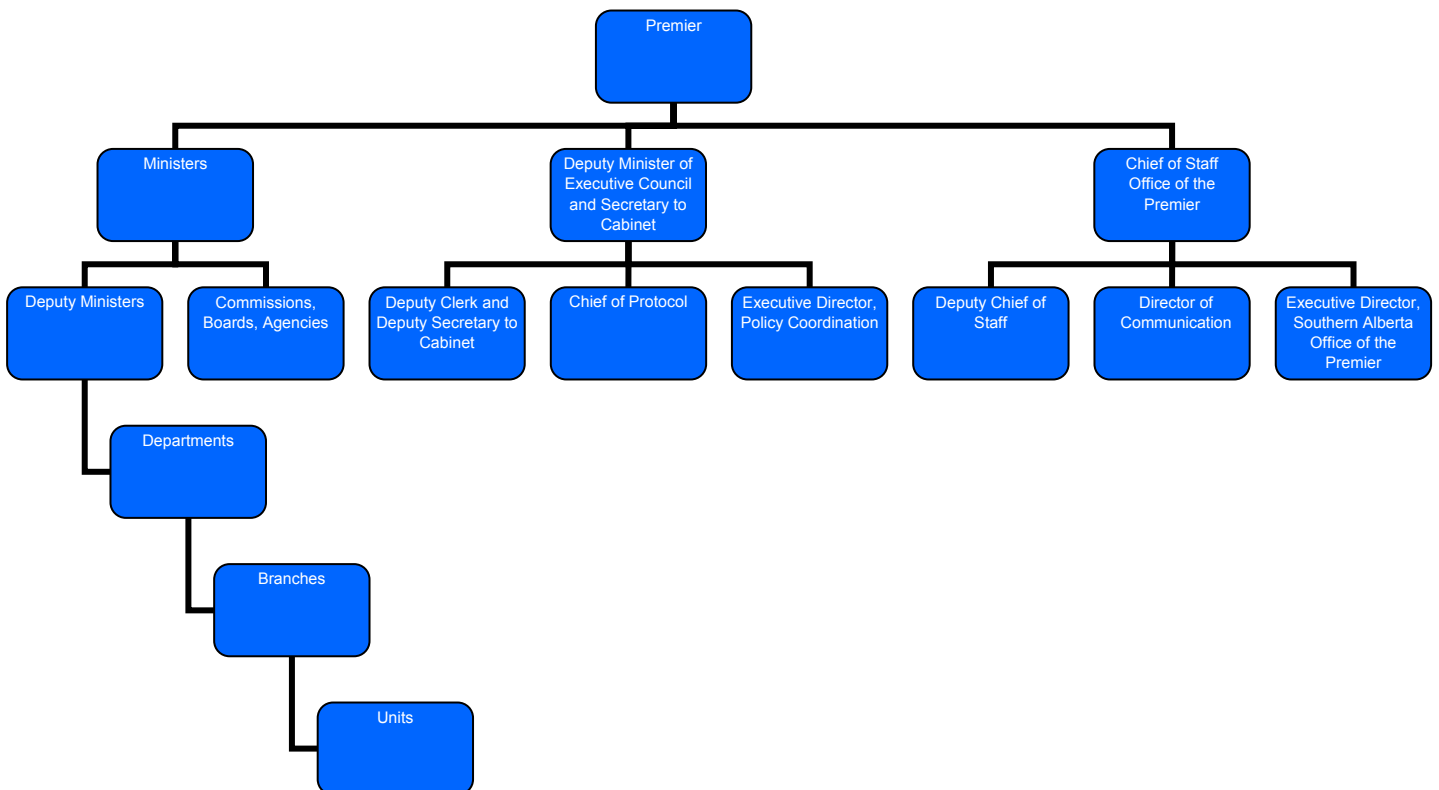 Premier
Ministers
Deputy Minister of
Executive Council
and Secretary to
Cabinet
Chief of Staff
Office of the
Premier
Deputy Ministers
Commissions,
Boards, Agencies
Deputy Clerk and
Deputy Secretary to
Cabinet
Chief of Protocol
Executive Director,
Policy Coordination
Deputy Chief of
Staff
Director of
Communication
Executive Director,
Southern Alberta
Office of the
Premier
Departments
Branches
Units